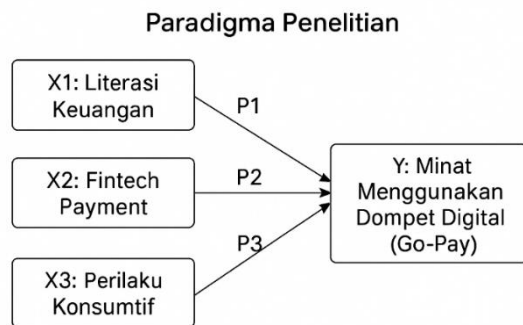 Paradigma Penelitian
X1: Literasi
Keuangan
P1
X2: Fintech
Payment
P2
X3: Perilaku
Konsumtif
P3
Y: Minat
Menggunakan
Dompet Digital
(Go-Pay)